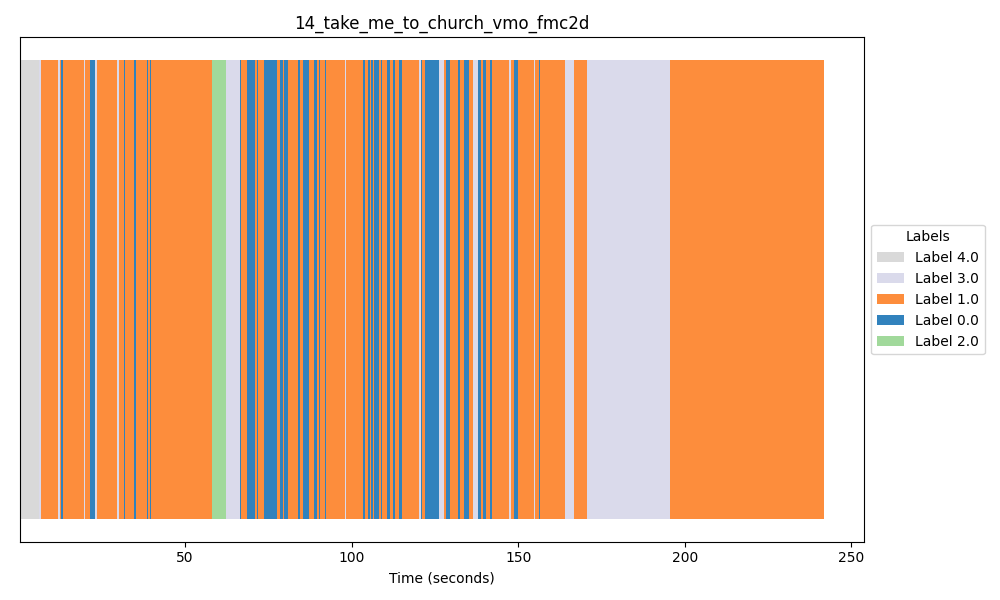 14_take_me_to_church_vmo_fmc2d
Labels
Label 4.0
Label 3.0
Label 1.0
Label 0.0
Label 2.0
50
100
150
200
250
Time (seconds)